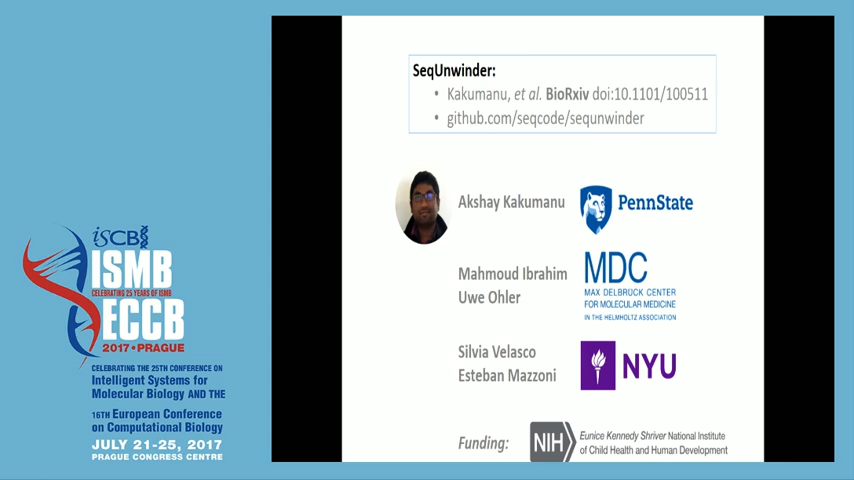 SeqUnwinder:
• Kakumanu, et al. BioRxiv doi:10.1101/100511
• github.com/seqcode/sequnwinder
Akshay Kakumanu
PennState
Mahmoud Ibrahim
Uwe Ohler
MDC
MAX DELBRÜCK CENTER
FOR MOLECULAR MEDICINE
IN THE HELMHOLTZ ASSOCIATION
Silvia Velasco
Esteban Mazzoni
NYU
Funding:
NIH
Eunice Kennedy Shriver National Institute
of Child Health and Human Development
iSCB
ISMB
CELEBRATING 25 YEARS OF ISMB
ECCB
2017 • PRAGUE
CELEBRATING THE 25TH CONFERENCE ON
Intelligent Systems for
Molecular Biology AND THE
16TH European Conference
on Computational Biology
JULY 21-25, 2017
PRAGUE CONGRESS CENTRE